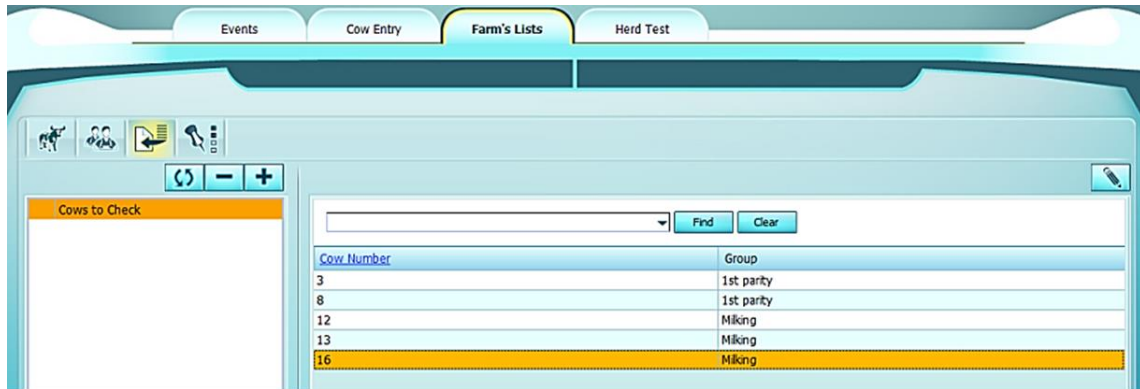 Events Cow Entry Farm's Lists Herd Test
Cows to Check
Find Clear
Cow Number Group
3 1st parity
8 1st parity
12 Milking
13 Milking
16 Milking